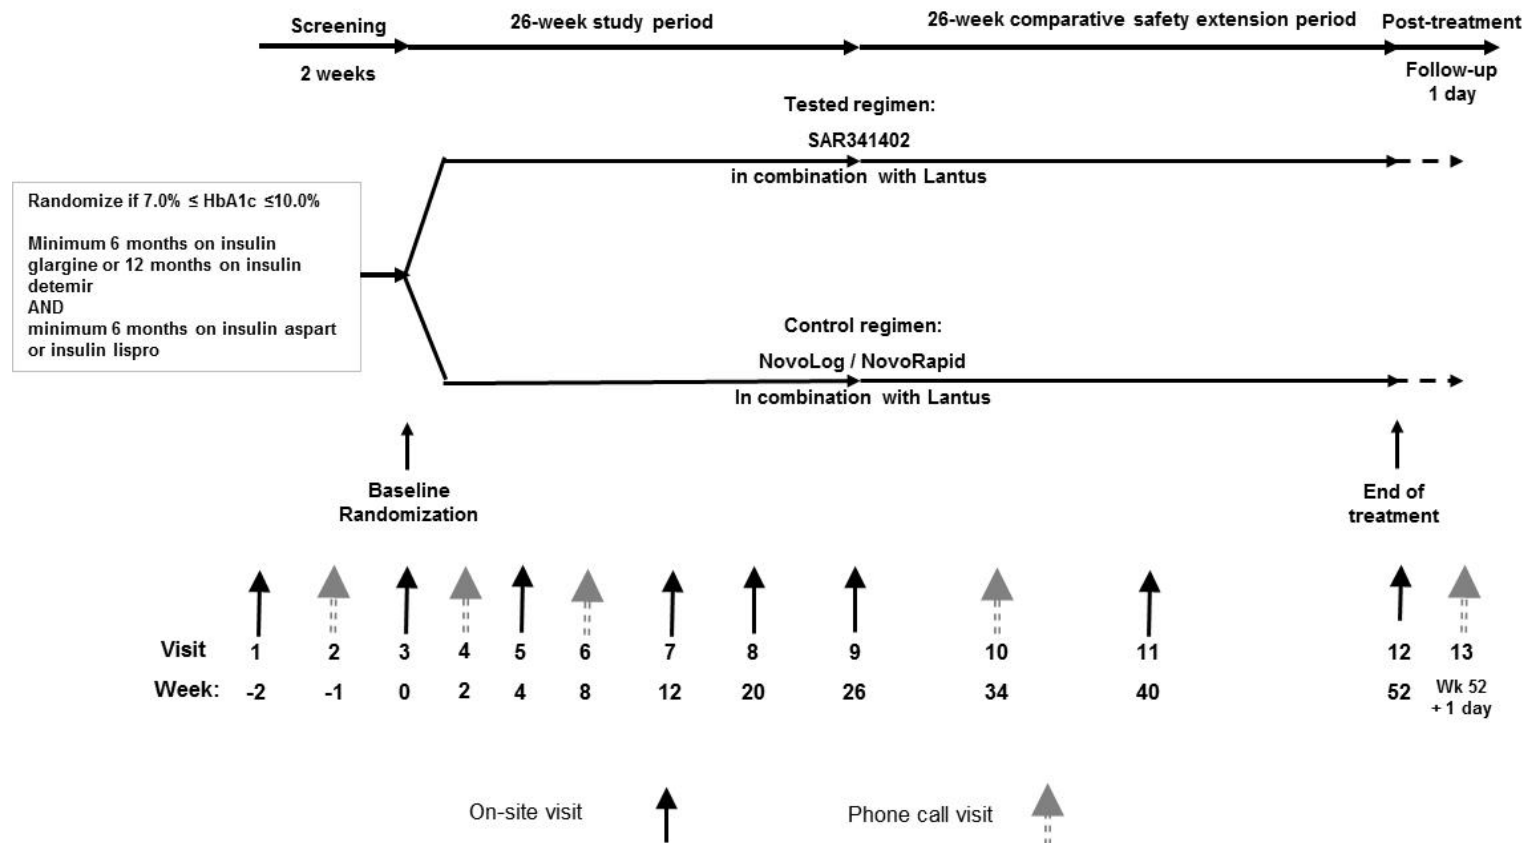 Screening
26-week study period
26-week comparative safety extension period
Post-treatment
2 weeks
Follow-up
1 day
Tested regimen:
SAR341402
in combination with Lantus
Randomize if 7.0% ≤ HbA1c ≤10.0%
Minimum 6 months on insulin
glargine or 12 months on insulin
detemir
AND
minimum 6 months on insulin aspart
or insulin lispro
Control regimen:
NovoLog / NovoRapid
In combination with Lantus
Baseline
Randomization
End of
treatment
Visit 1 2 3 4 5 6 7 8 9 10 11 12 13
Week: -2 -1 0 2 4 8 12 20 26 34 40 52 Wk 52
+ 1 day
On-site visit
Phone call visit